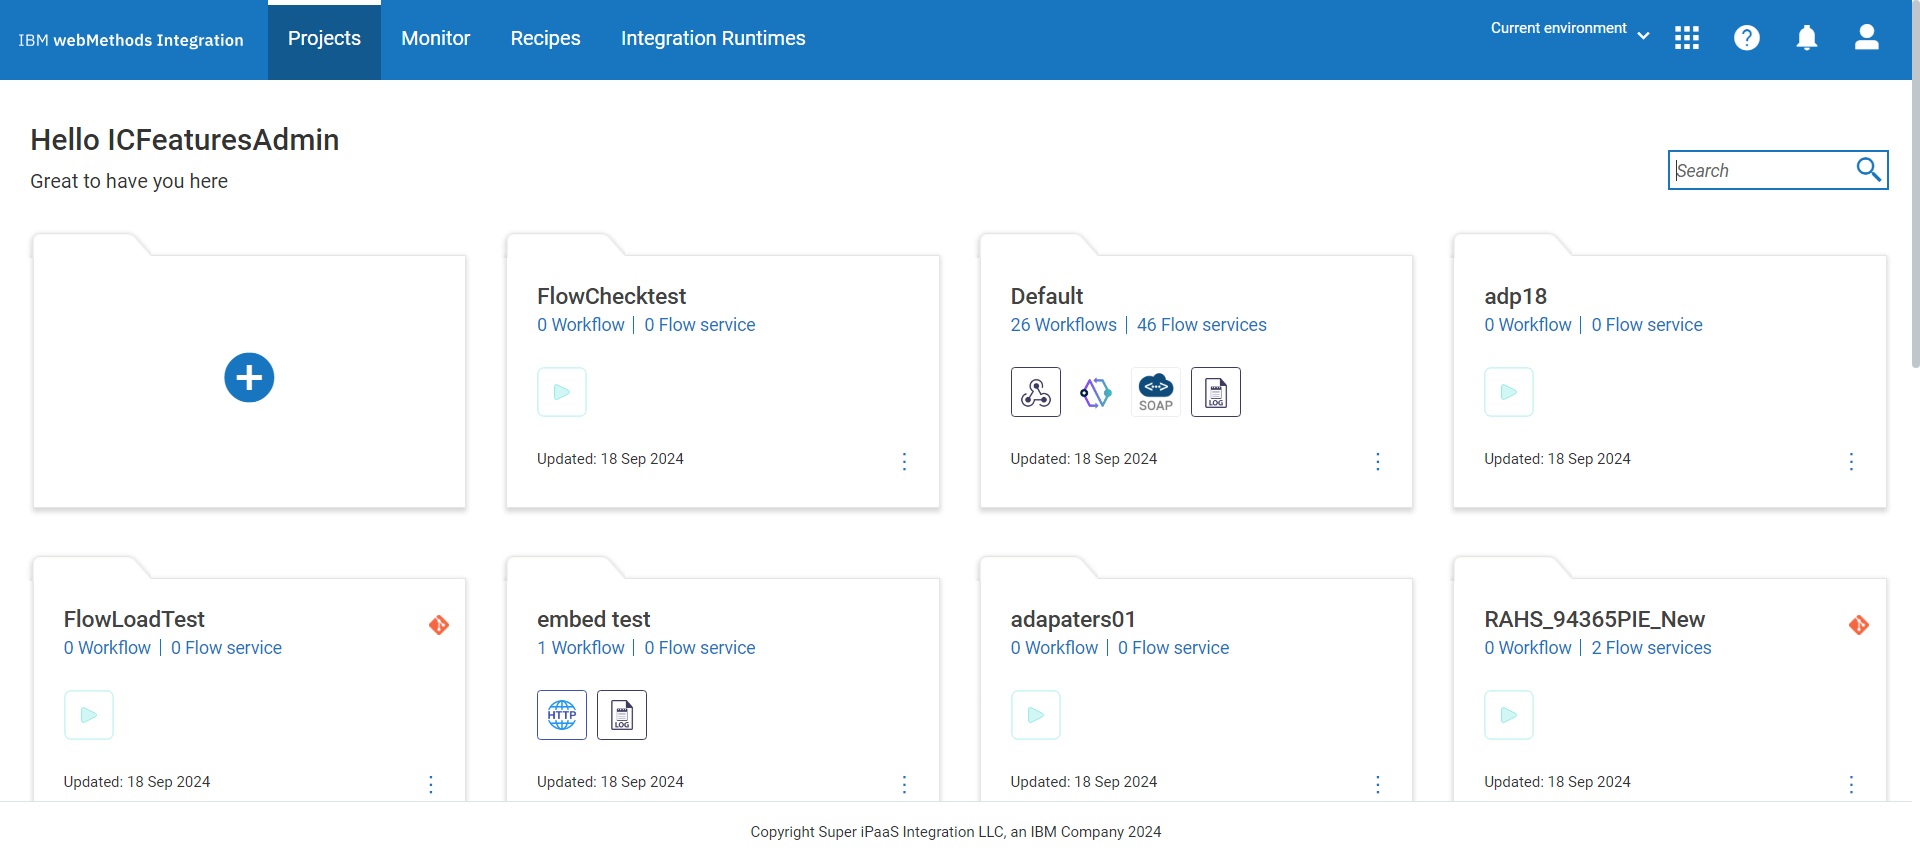 IBM webMethods Integration
Projects
Monitor
Recipes
Integration Runtimes
Current environment
Hello ICFeaturesAdmin
Great to have you here
Search
FlowChecktest
0 Workflow | 0 Flow service
Updated: 18 Sep 2024
Default
26 Workflows | 46 Flow services
SOAP
LOG
Updated: 18 Sep 2024
adp18
0 Workflow | 0 Flow service
Updated: 18 Sep 2024
FlowLoadTest
0 Workflow | 0 Flow service
Updated: 18 Sep 2024
embed test
1 Workflow | 0 Flow service
HTTP
LOG
Updated: 18 Sep 2024
adapaters01
0 Workflow | 0 Flow service
Updated: 18 Sep 2024
RAHS_94365PIE_New
0 Workflow | 2 Flow services
Updated: 18 Sep 2024
Copyright Super iPaaS Integration LLC, an IBM Company 2024